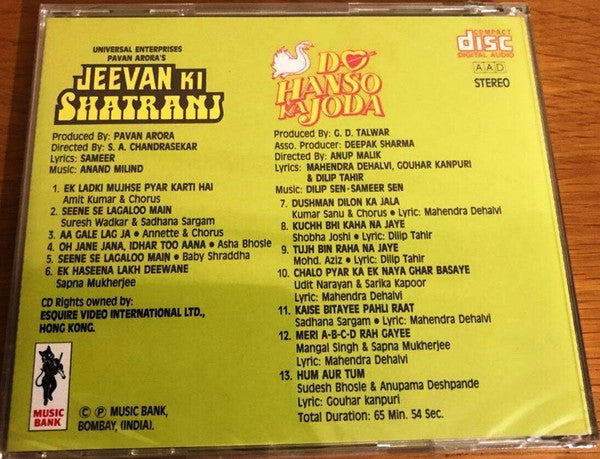 UNIVERSAL ENTERPRISES
PAVAN ARORA'S
JEEVAN KI
SHATRANJ
Produced By: PAVAN ARORA
Directed By: S. A. CHANDRASEKAR
Lyrics: SAMEER
Music: ANAND MILIND
1. EK LADKI MUJHSE PYAR KARTI HAI
Amit Kumar & Chorus
2. SEENE SE LAGALOO MAIN
Suresh Wadkar & Sadhana Sargam
3. AA GALE LAG JA • Annette & Chorus
4. OH JANE JANA, IDHAR TOO AANA • Asha Bhosle
5. SEENE SE LAGALOO MAIN • Baby Shraddha
6. EK HASEENA LAKH DEEWANE
Sapna Mukherjee
CD Rights owned by:
ESQUIRE VIDEO INTERNATIONAL LTD.,
HONG KONG.
MUSIC
BANK
© ℗ MUSIC BANK,
BOMBAY, (INDIA).
DO
HANSO
KA JODA
COMPACT
disc
DIGITAL AUDIO
AAD
STEREO
Produced By: G. D. TALWAR
Asso. Producer: DEEPAK SHARMA
Directed By: ANUP MALIK
Lyrics: MAHENDRA DEHALVI, GOUHAR KANPURI
& DILIP TAHIR
Music: DILIP SEN-SAMEER SEN
7. DUSHMAN DILON KA JALA
Kumar Sanu & Chorus • Lyric: Mahendra Dehalvi
8. KUCHH BHI KAHA NA JAYE
Shobha Joshi • Lyric: Dilip Tahir
9. TUJH BIN RAHA NA JAYE
Mohd. Aziz • Lyric: Dilip Tahir
10. CHALO PYAR KA EK NAYA GHAR BASAYE
Udit Narayan & Sarika Kapoor
Lyric: Mahendra Dehalvi
11. KAISE BITAYEE PAHLI RAAT
Sadhana Sargam • Lyric: Mahendra Dehalvi
12. MERI A-B-C-D RAH GAYEE
Mangal Singh & Sapna Mukherjee
Lyric: Mahendra Dehalvi
13. HUM AUR TUM
Sudesh Bhosle & Anupama Deshpande
Lyric: Gouhar kanpuri
Total Duration: 65 Min. 54 Sec.